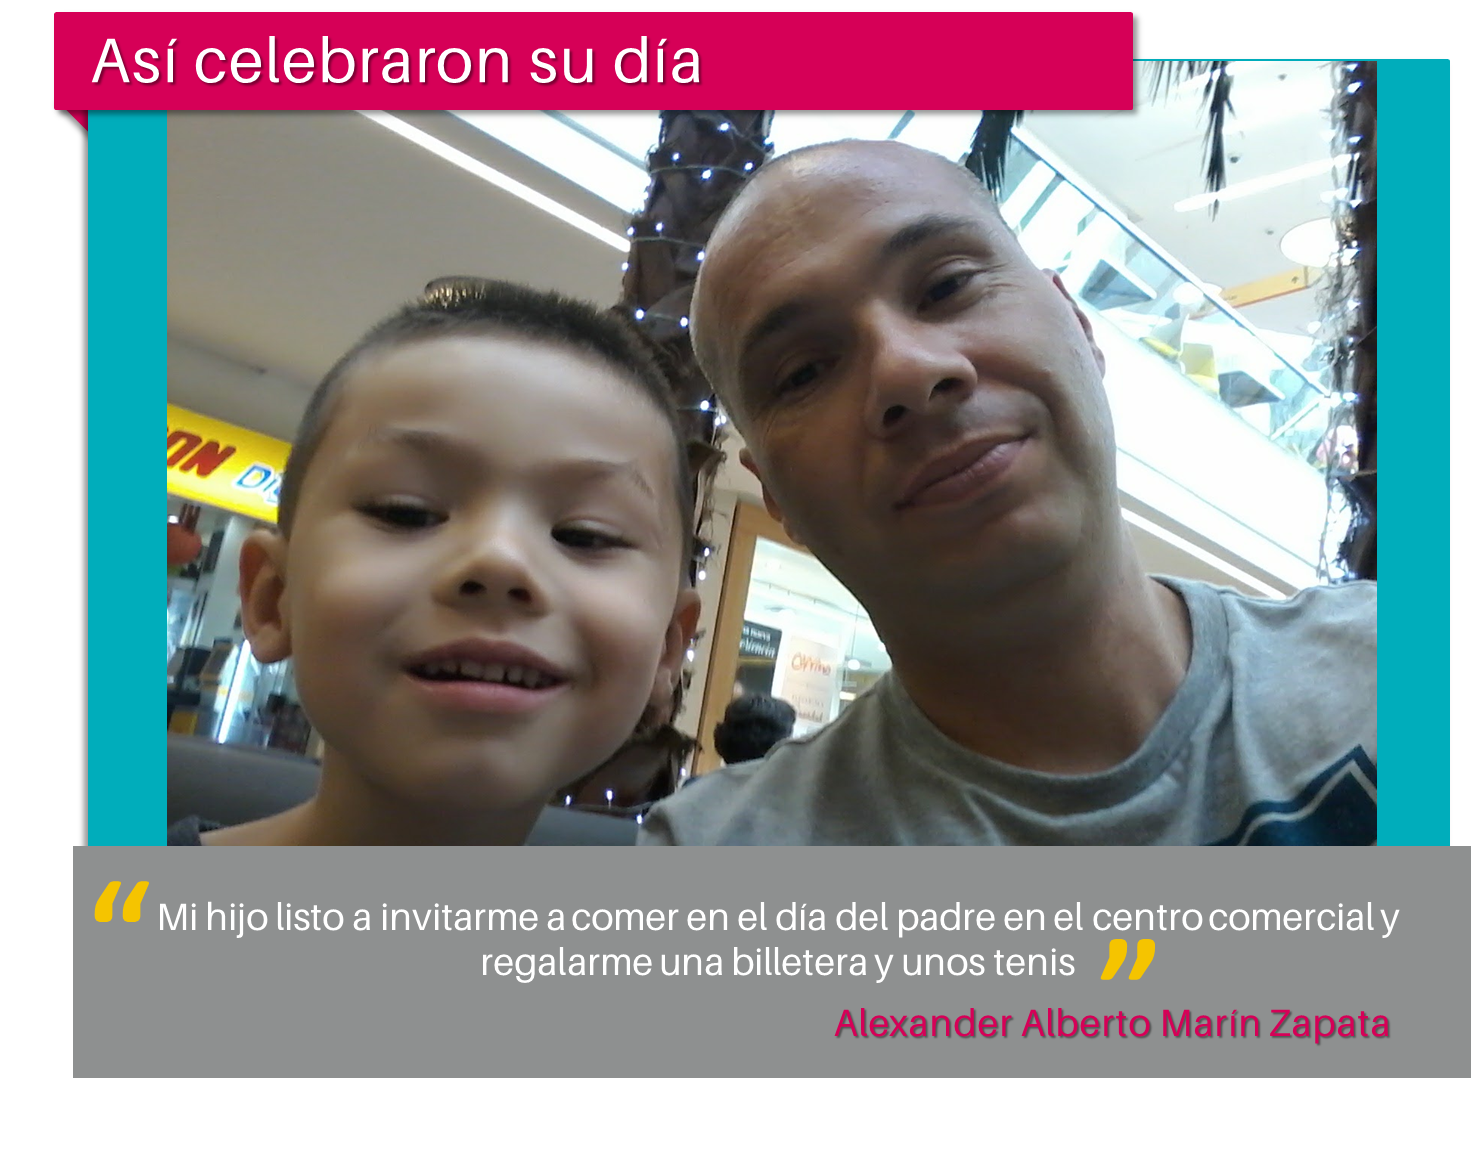 Así celebraron su día
ON
“ Mi hijo listo a invitarme a comer en el día del padre en el centro comercial y
regalarme una billetera y unos tenis ”
Alexander Alberto Marín Zapata